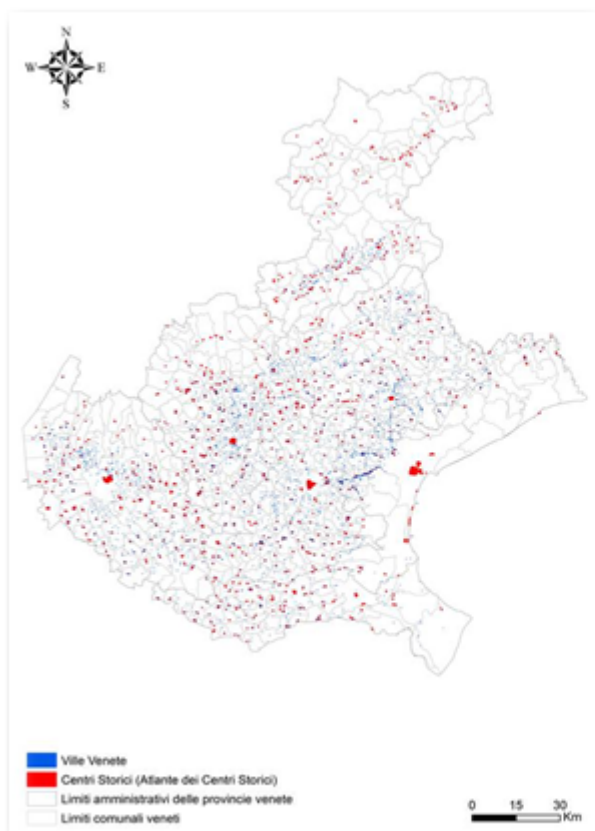 N
W E
S
Ville Venete
Centri Storici (Atlante dei Centri Storici)
Limiti amministrativi delle provincie venete
Limiti comunali veneti
0 15 30
Km